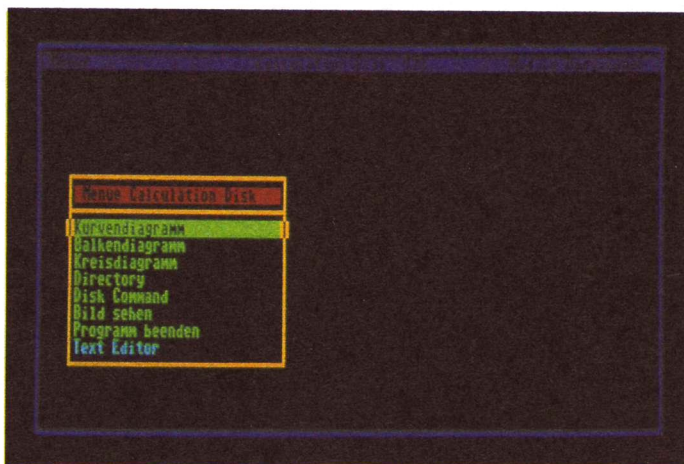 Menue Calculation Disk
Kurvendiagramm
Balkendiagramm
Kreisdiagramm
Directory
Disk Command
Bild sehen
Programm beenden
Text Editor